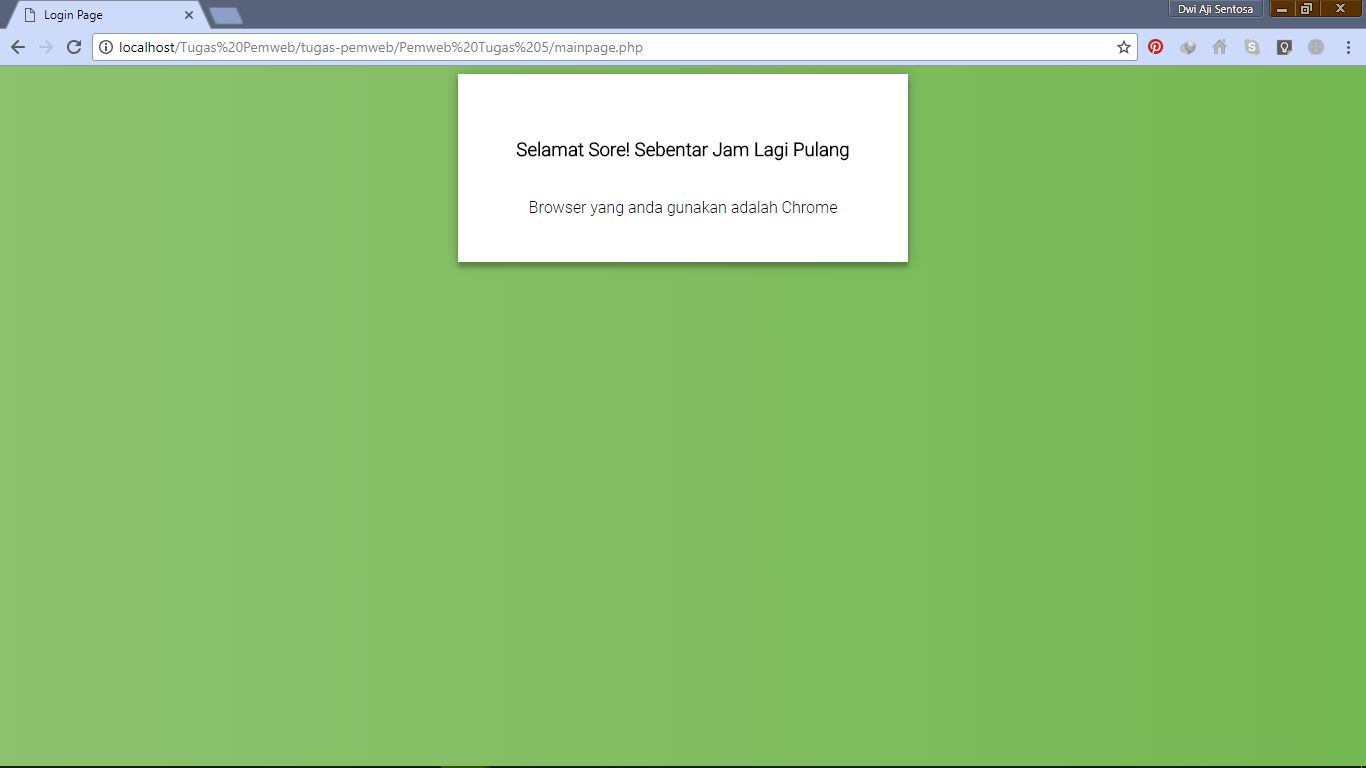 Login Page
Dwi Aji Sentosa
localhost/Tugas%20Pemweb/tugas-pemweb/Pemweb%20Tugas%205/mainpage.php
Selamat Sore! Sebentar Jam Lagi Pulang
Browser yang anda gunakan adalah Chrome